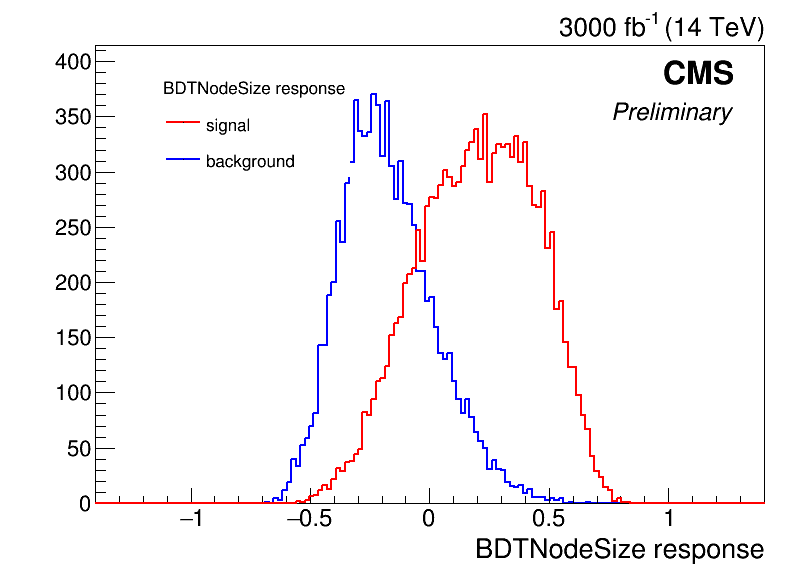 3000 fb-1 (14 TeV)
CMS
Preliminary
BDTNodeSize response
signal
background
400
350
300
250
200
150
100
50
0
−1
−0.5
0
0.5
1
BDTNodeSize response